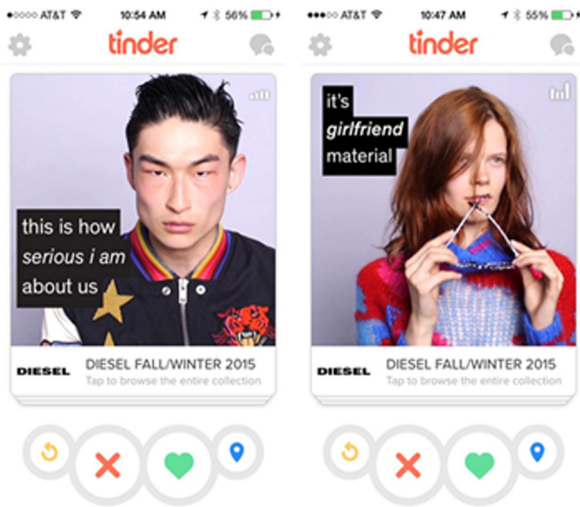 AT&T 10:54 AM 56%
tinder
this is how
serious i am
about us
DIESEL
DIESEL FALL/WINTER 2015
Tap to browse the entire collection
AT&T 10:47 AM 55%
tinder
it's
girlfriend
material
DIESEL
DIESEL FALL/WINTER 2015
Tap to browse the entire collection